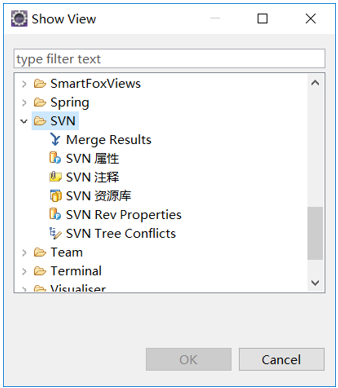 Show View
type filter text
SmartFoxViews
Spring
SVN
Merge Results
SVN 属性
SVN 注释
SVN 资源库
SVN Rev Properties
SVN Tree Conflicts
Team
Terminal
Visualiser
OK
Cancel